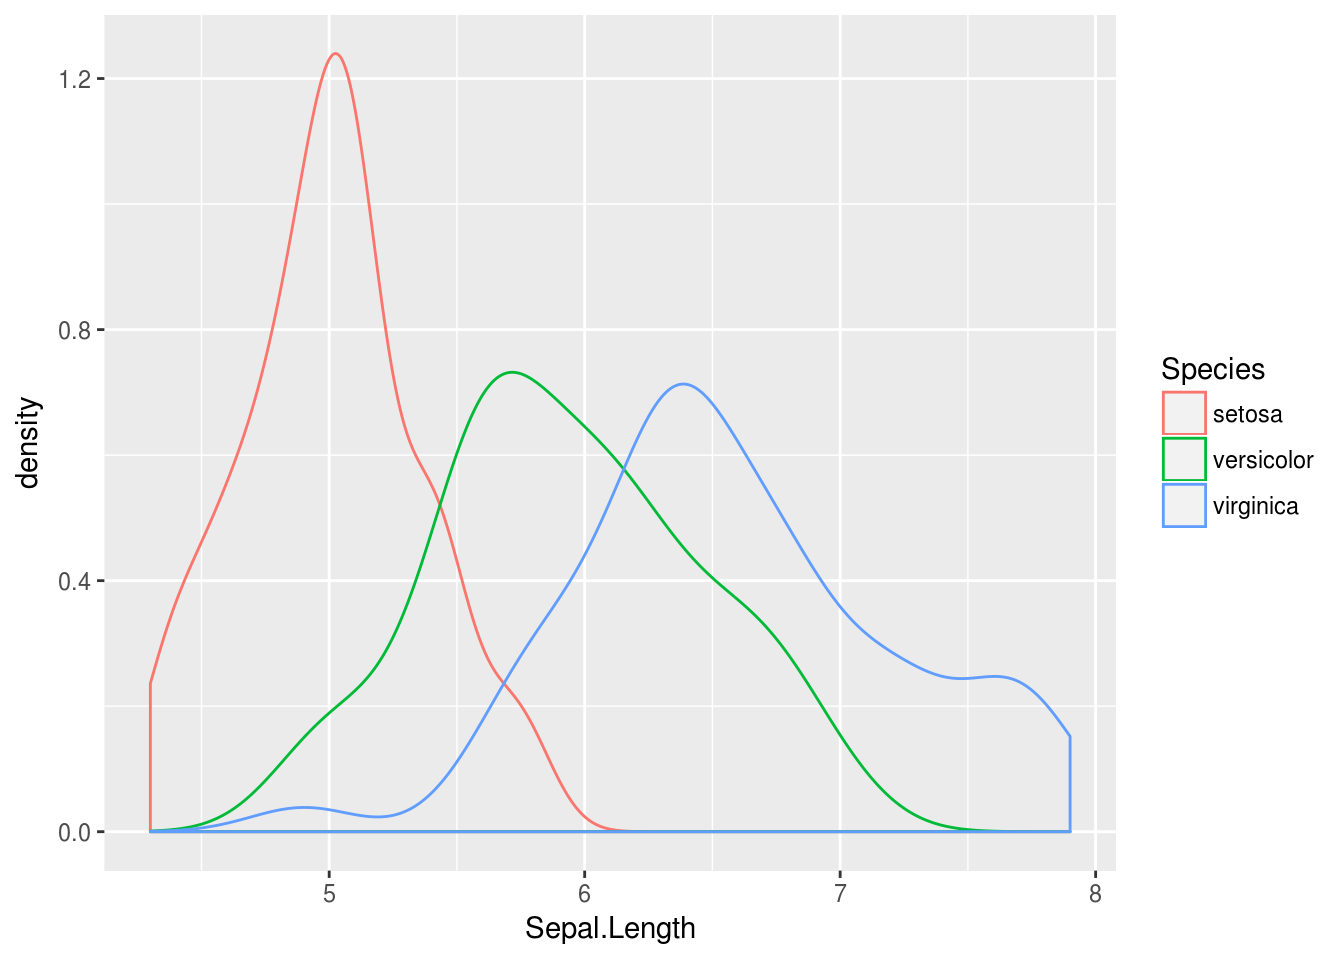 1.2
0.8
0.4
0.0
density
5
6
7
8
Sepal.Length
Species
setosa
versicolor
virginica